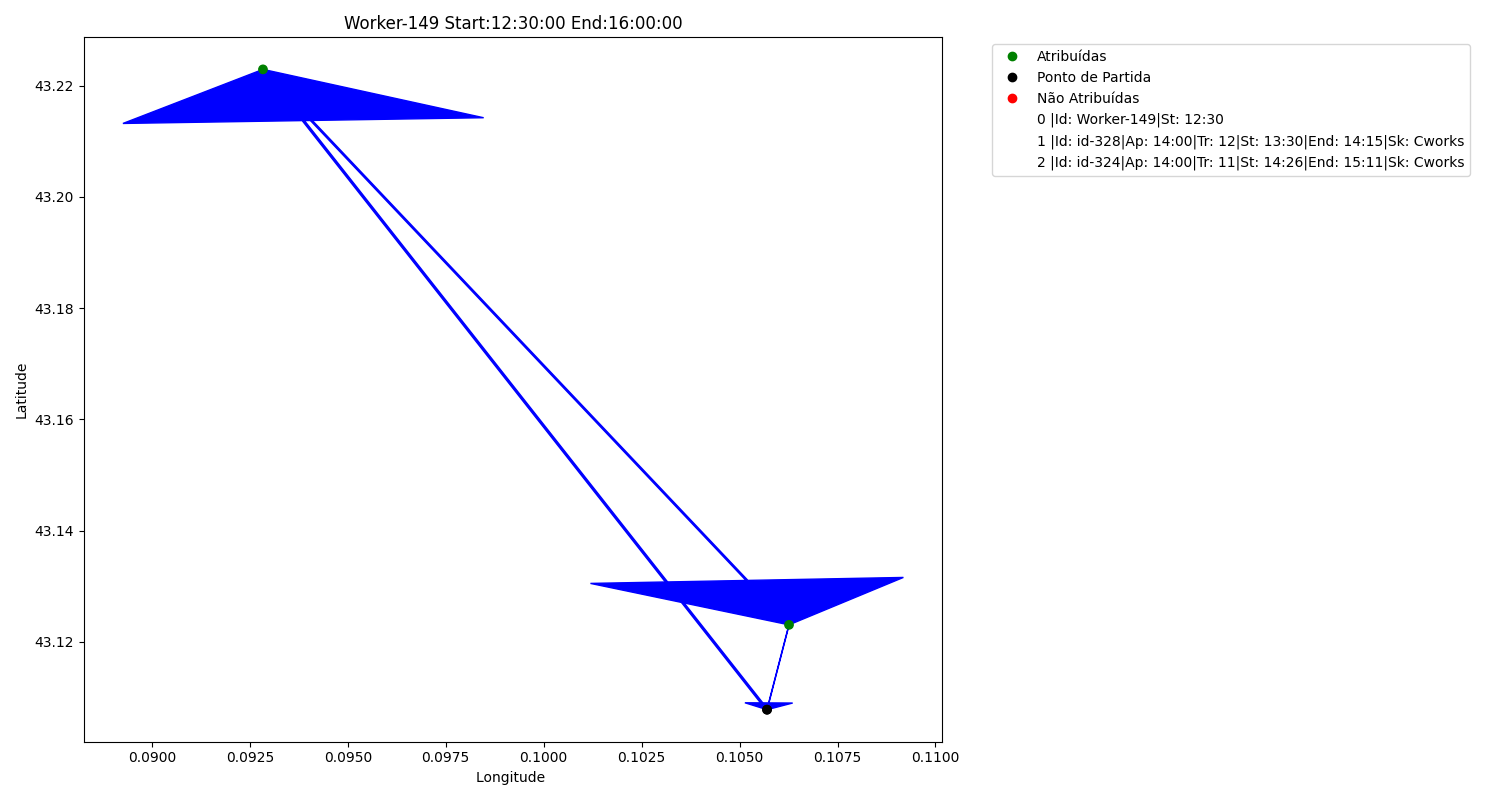 Worker-149 Start:12:30:00 End:16:00:00
Atribuídas
Ponto de Partida
Não Atribuídas
0 |Id: Worker-149|St: 12:30
1 |Id: id-328|Ap: 14:00|Tr: 12|St: 13:30|End: 14:15|Sk: Cworks
2 |Id: id-324|Ap: 14:00|Tr: 11|St: 14:26|End: 15:11|Sk: Cworks
Latitude
43.22
43.20
43.18
43.16
43.14
43.12
0.0900 0.0925 0.0950 0.0975 0.1000 0.1025 0.1050 0.1075 0.1100
Longitude